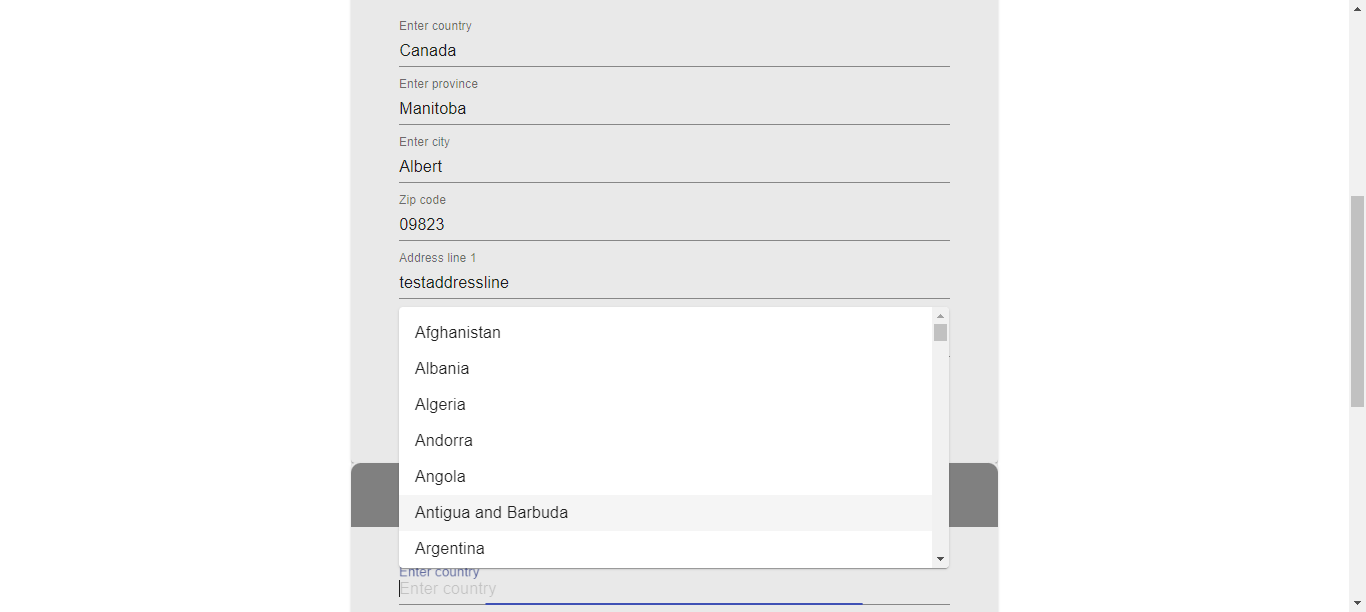 Enter country
Canada
Enter province
Manitoba
Enter city
Albert
Zip code
09823
Address line 1
testaddressline
Afghanistan
Albania
Algeria
Andorra
Angola
Antigua and Barbuda
Argentina
Enter country
Enter country